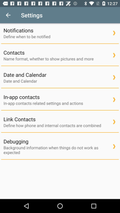 12:27
Settings
Notifications
Define when to be notified
Contacts
Name format, whether to show pictures and more
Date and Calendar
Date and Calendar
In-app contacts
In-app contacts related settings and actions
Link Contacts
Define how phone and internal contacts are combined
Debugging
Background information when things do not work as
expected